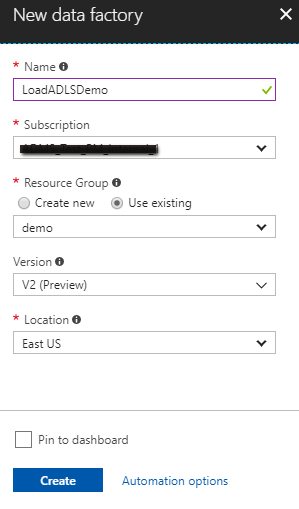 New data factory
* Name
LoadADLSDemo
* Subscription
* Resource Group
Create new
Use existing
demo
Version
V2 (Preview)
* Location
East US
Pin to dashboard
Create
Automation options